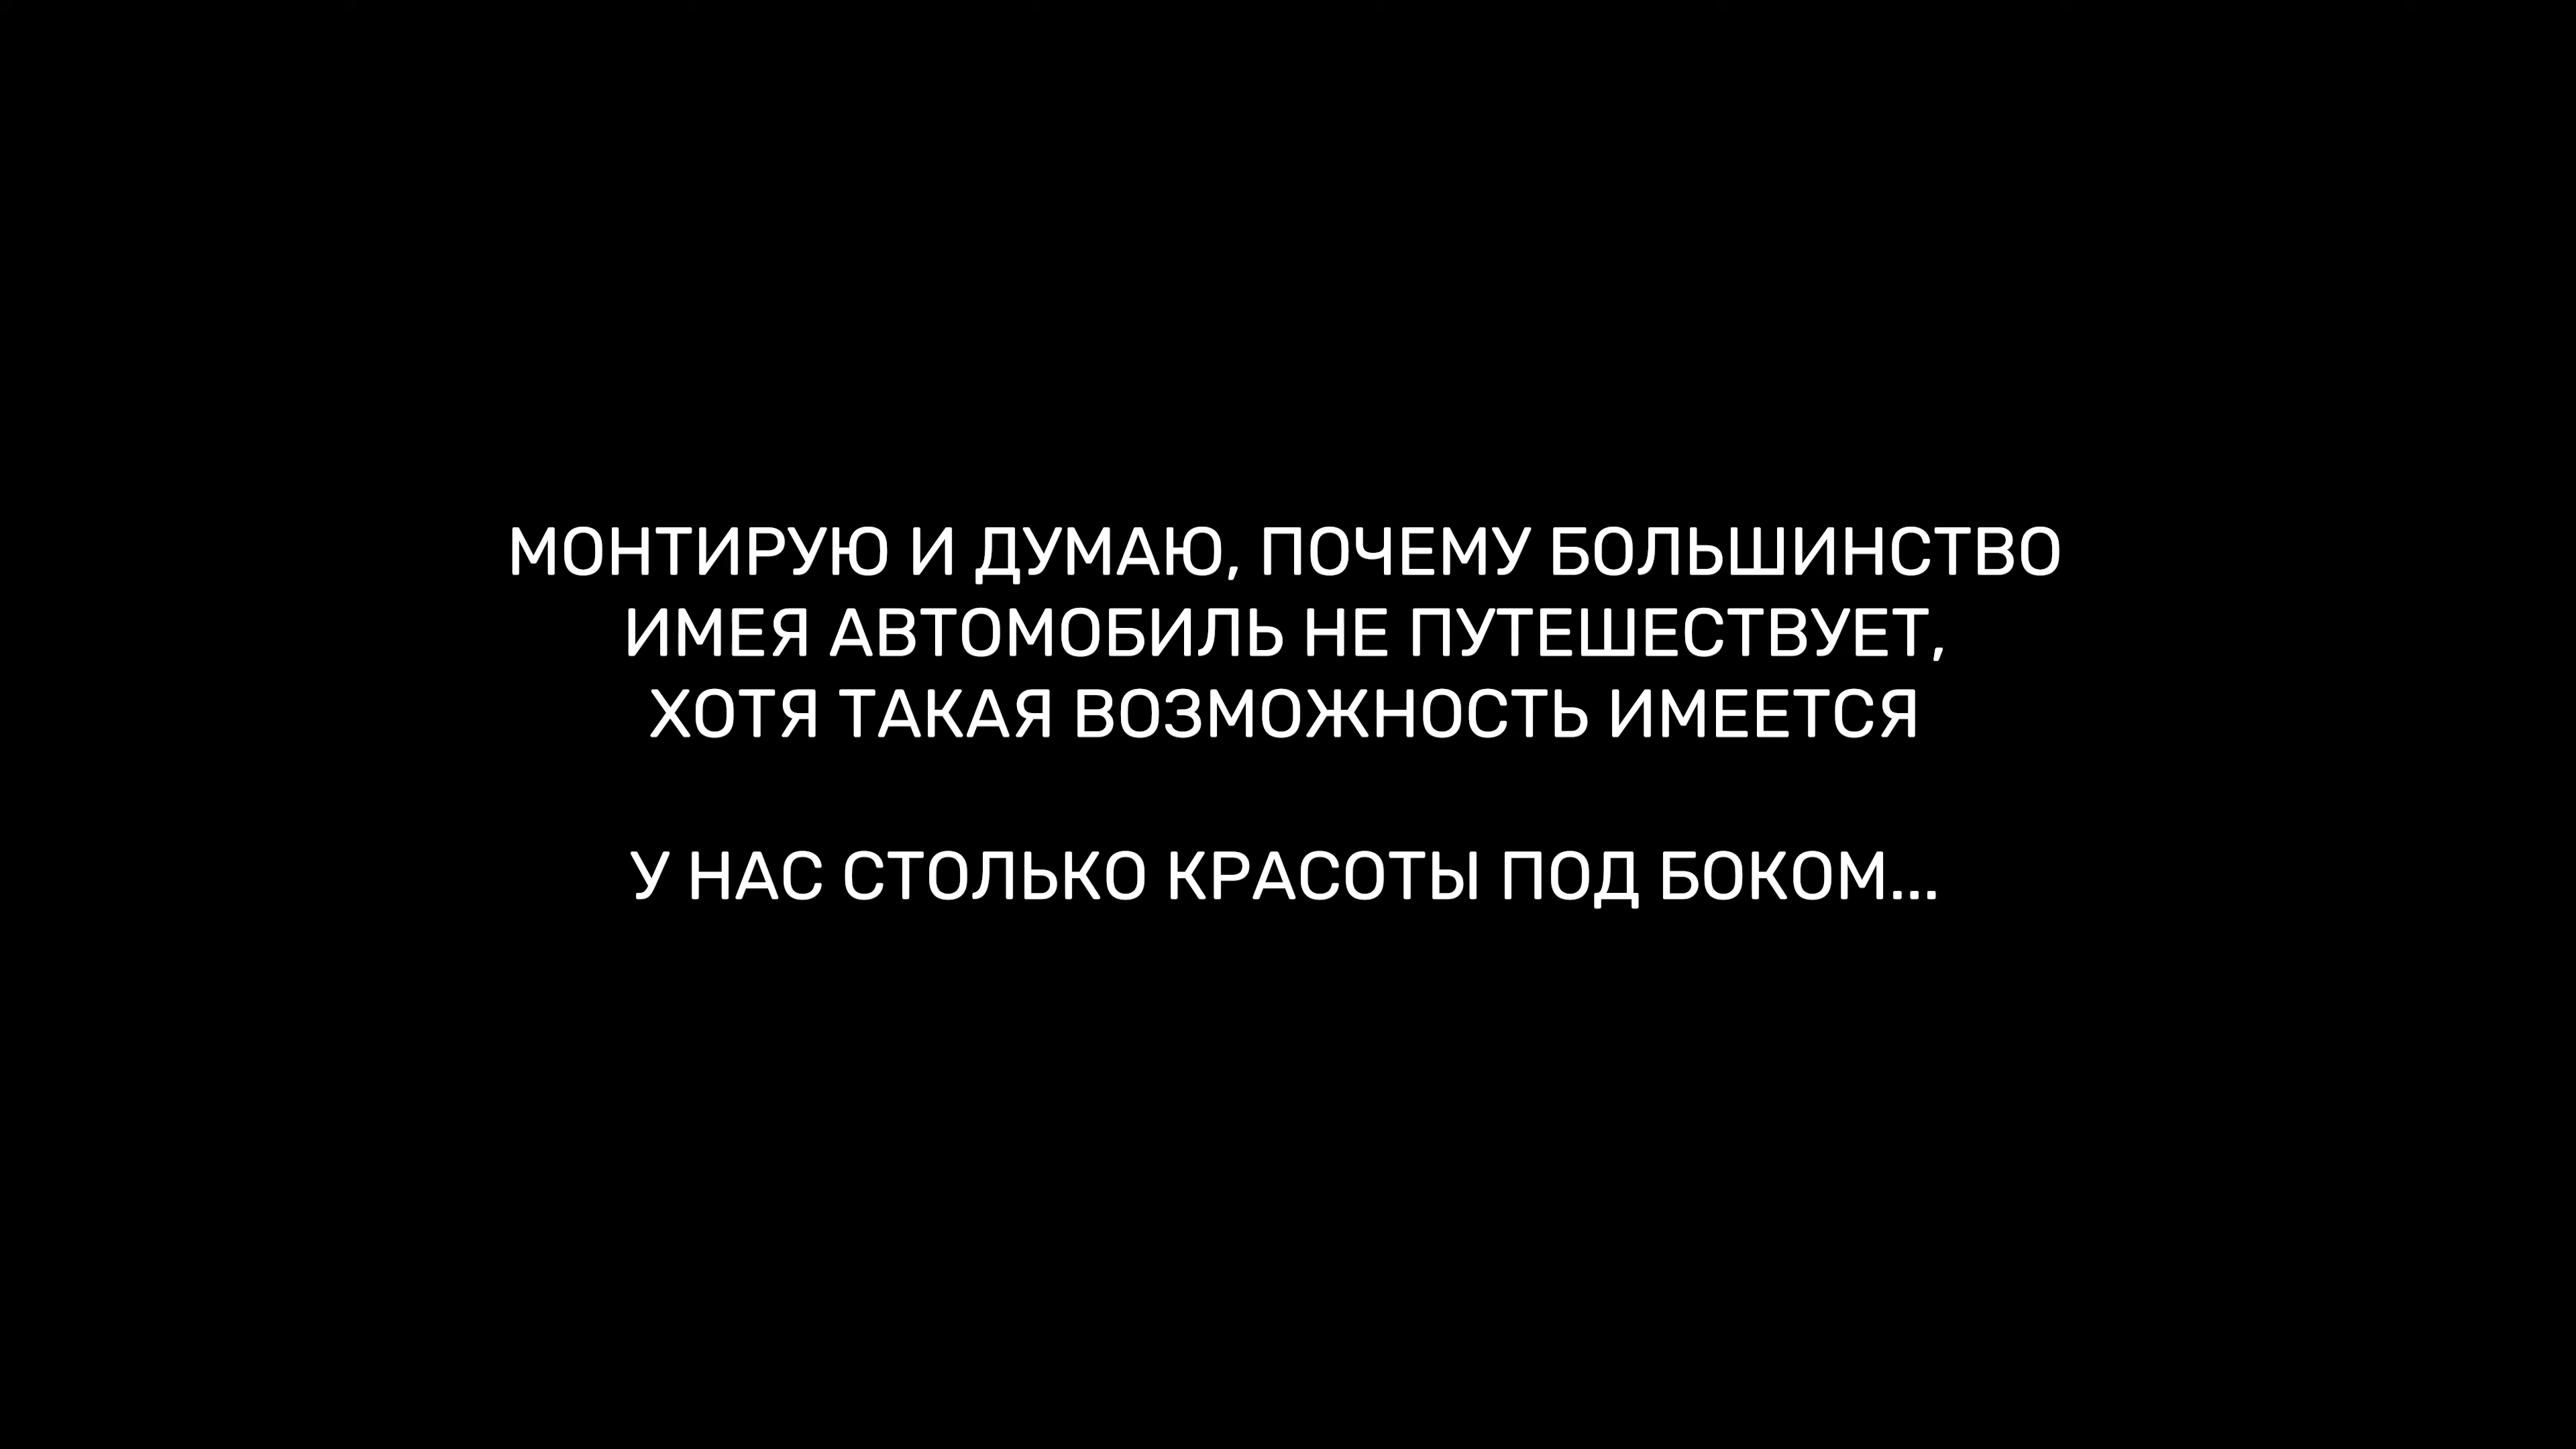 МОНТИРУЮ И ДУМАЮ, ПОЧЕМУ БОЛЬШИНСТВО
ИМЕЯ АВТОМОБИЛЬ НЕ ПУТЕШЕСТВУЕТ,
ХОТЯ ТАКАЯ ВОЗМОЖНОСТЬ ИМЕЕТСЯ
У НАС СТОЛЬКО КРАСОТЫ ПОД БОКОМ...